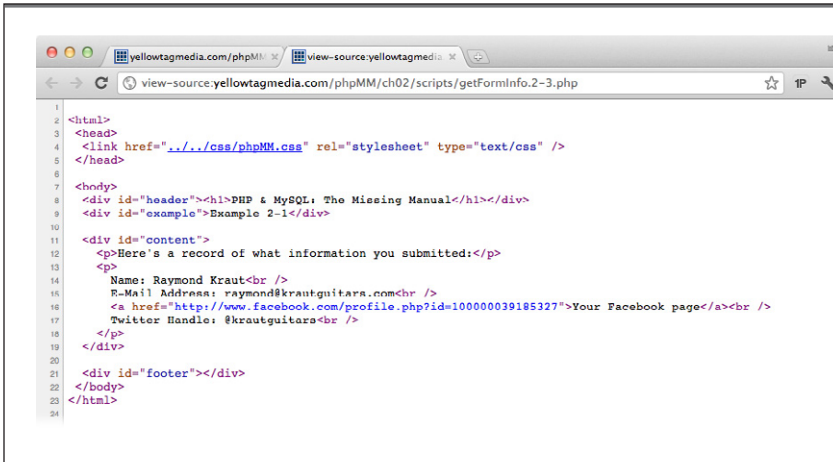 yellowtagmedia.com/phpMM view-source:yellowtagmedia
view-source:yellowtagmedia.com/phpMM/ch02/scripts/getFormInfo.2-3.php 1P
1
2 <html>
3 <head>
4 <link href="../../css/phpMM.css" rel="stylesheet" type="text/css" />
5 </head>
6
7 <body>
8 <div id="header"><h1>PHP & MySQL: The Missing Manual</h1></div>
9 <div id="example">Example 2-1</div>
10
11 <div id="content">
12 <p>Here's a record of what information you submitted:</p>
13 <p>
14 Name: Raymond Kraut<br />
15 E-Mail Address: raymond@krautguitars.com<br />
16 <a href="http://www.facebook.com/profile.php?id=100000039185327">Your Facebook page</a><br />
17 Twitter Handle: @krautguitars<br />
18 </p>
19 </div>
20
21 <div id="footer"></div>
22 </body>
23 </html>
24